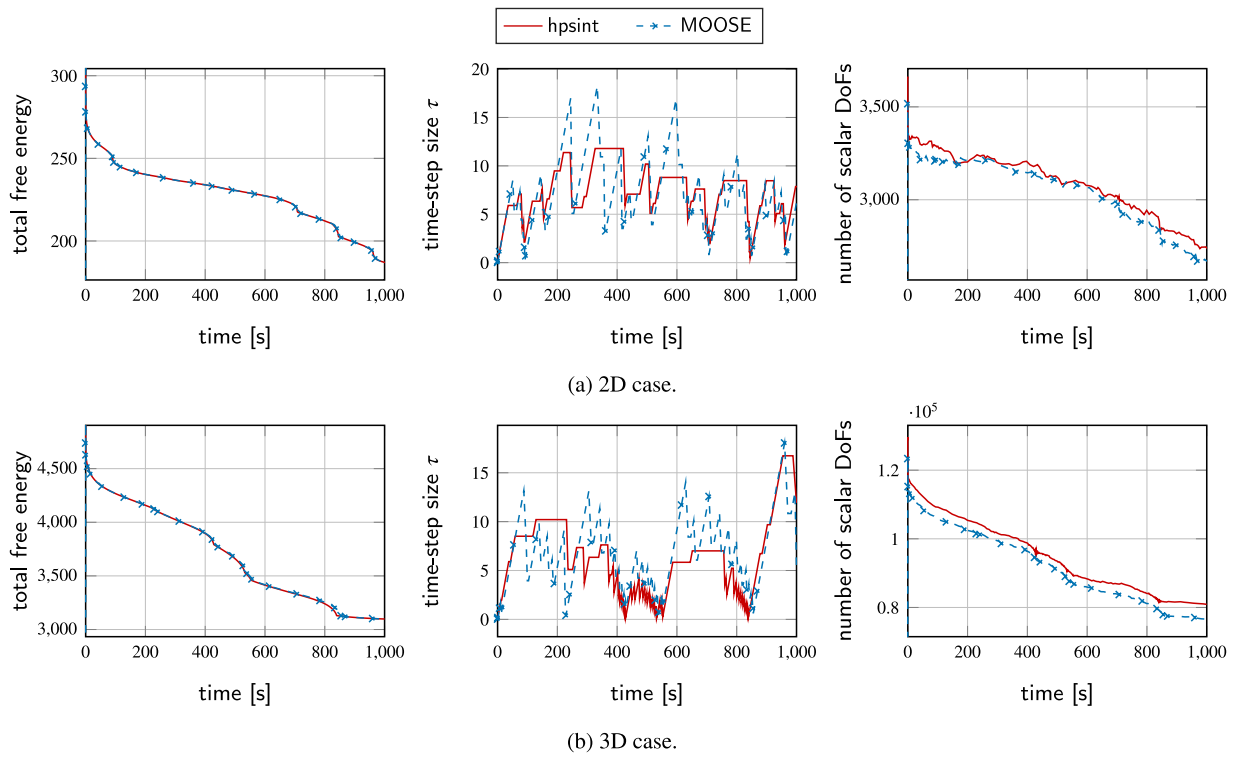 hpsint MOOSE
300
250
200
total free energy
0 200 400 600 800 1,000
time [s]
20
15
10
5
0
time-step size τ
0 200 400 600 800 1,000
time [s]
3,500
3,000
number of scalar DoFs
0 200 400 600 800 1,000
time [s]
(a) 2D case.
4,500
4,000
3,500
3,000
total free energy
0 200 400 600 800 1,000
time [s]
15
10
5
0
time-step size τ
0 200 400 600 800 1,000
time [s]
·10⁵
1.2
1
0.8
number of scalar DoFs
0 200 400 600 800 1,000
time [s]
(b) 3D case.